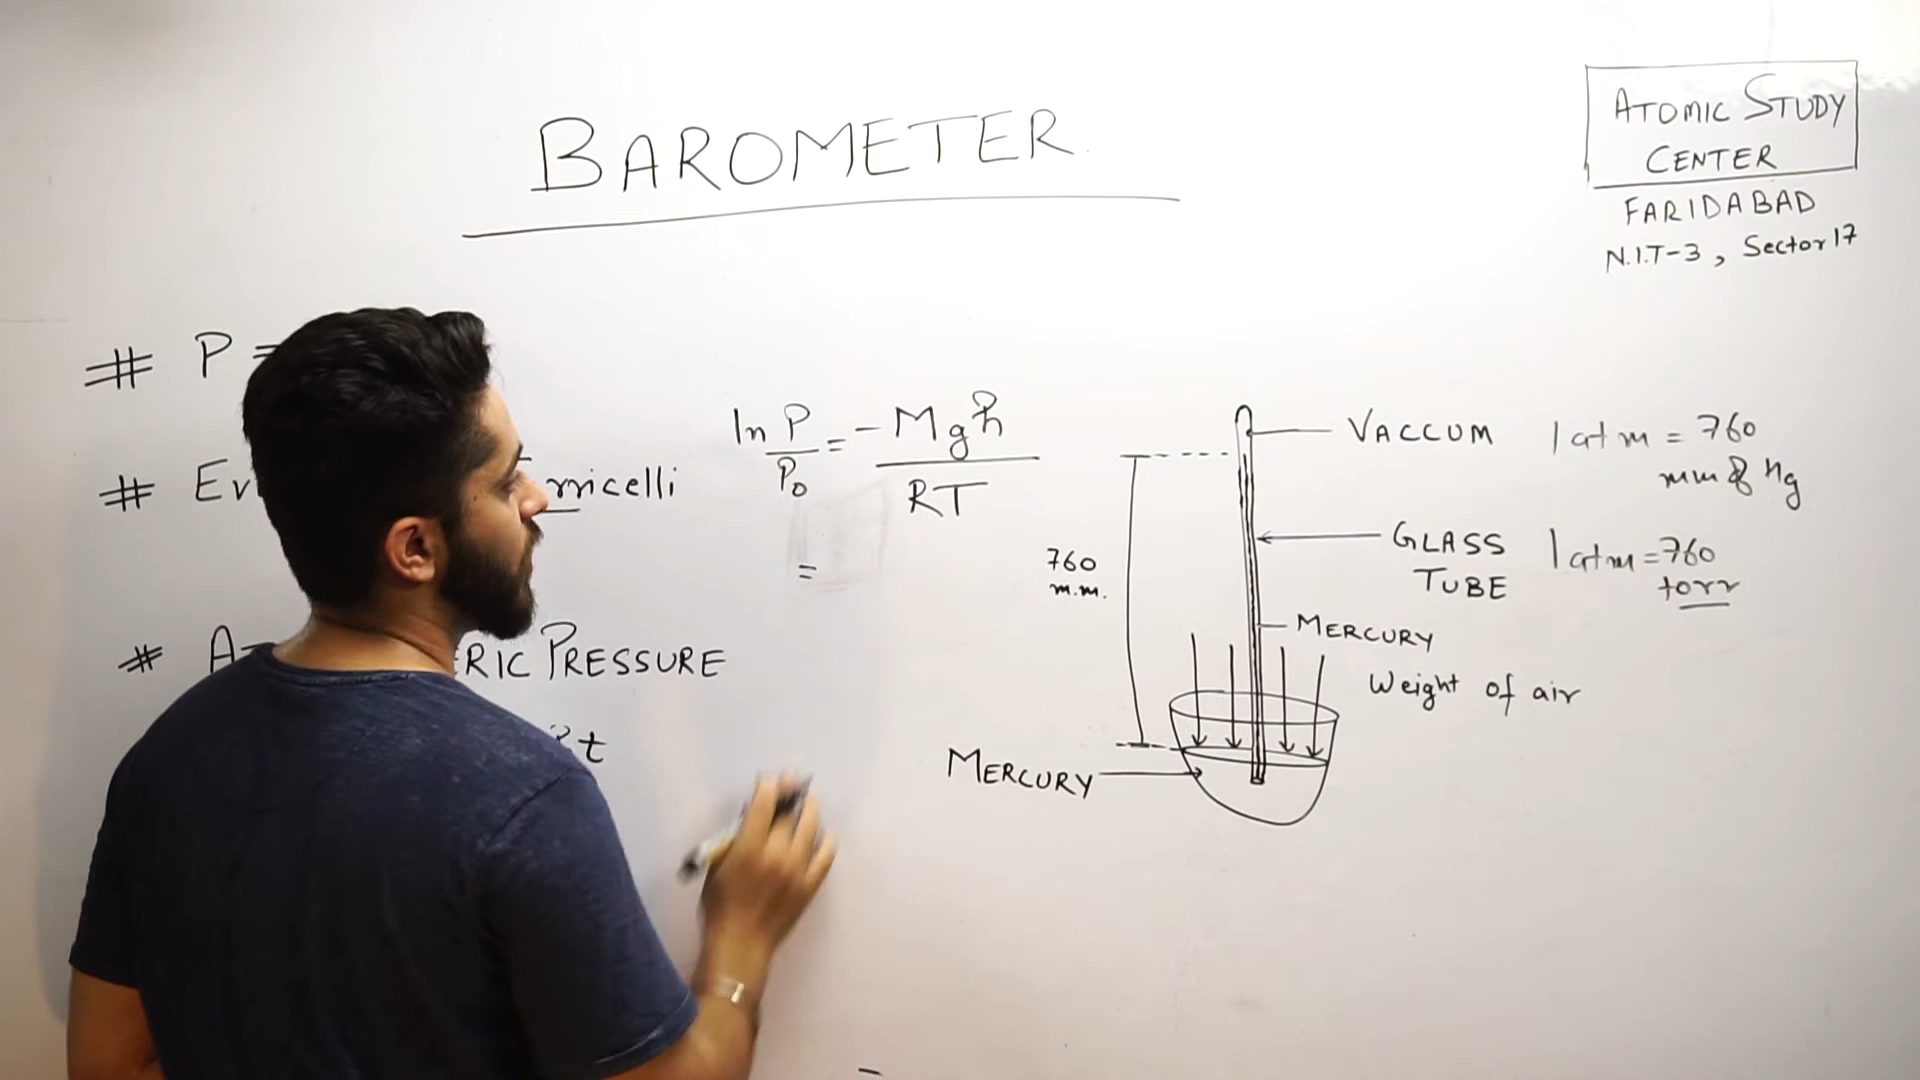 BAROMETER
ATOMIC STUDY
CENTER
FARIDABAD
N.I.T-3, Sector 17
# P =
# Ev rricelli
# A ERIC PRESSURE
t
ln P/P0 = -Mgh/RT
=
760
m.m.
VACCUM
GLASS
TUBE
MERCURY
Weight of air
MERCURY
1 atm = 760
mm of Hg
1 atm = 760
torr